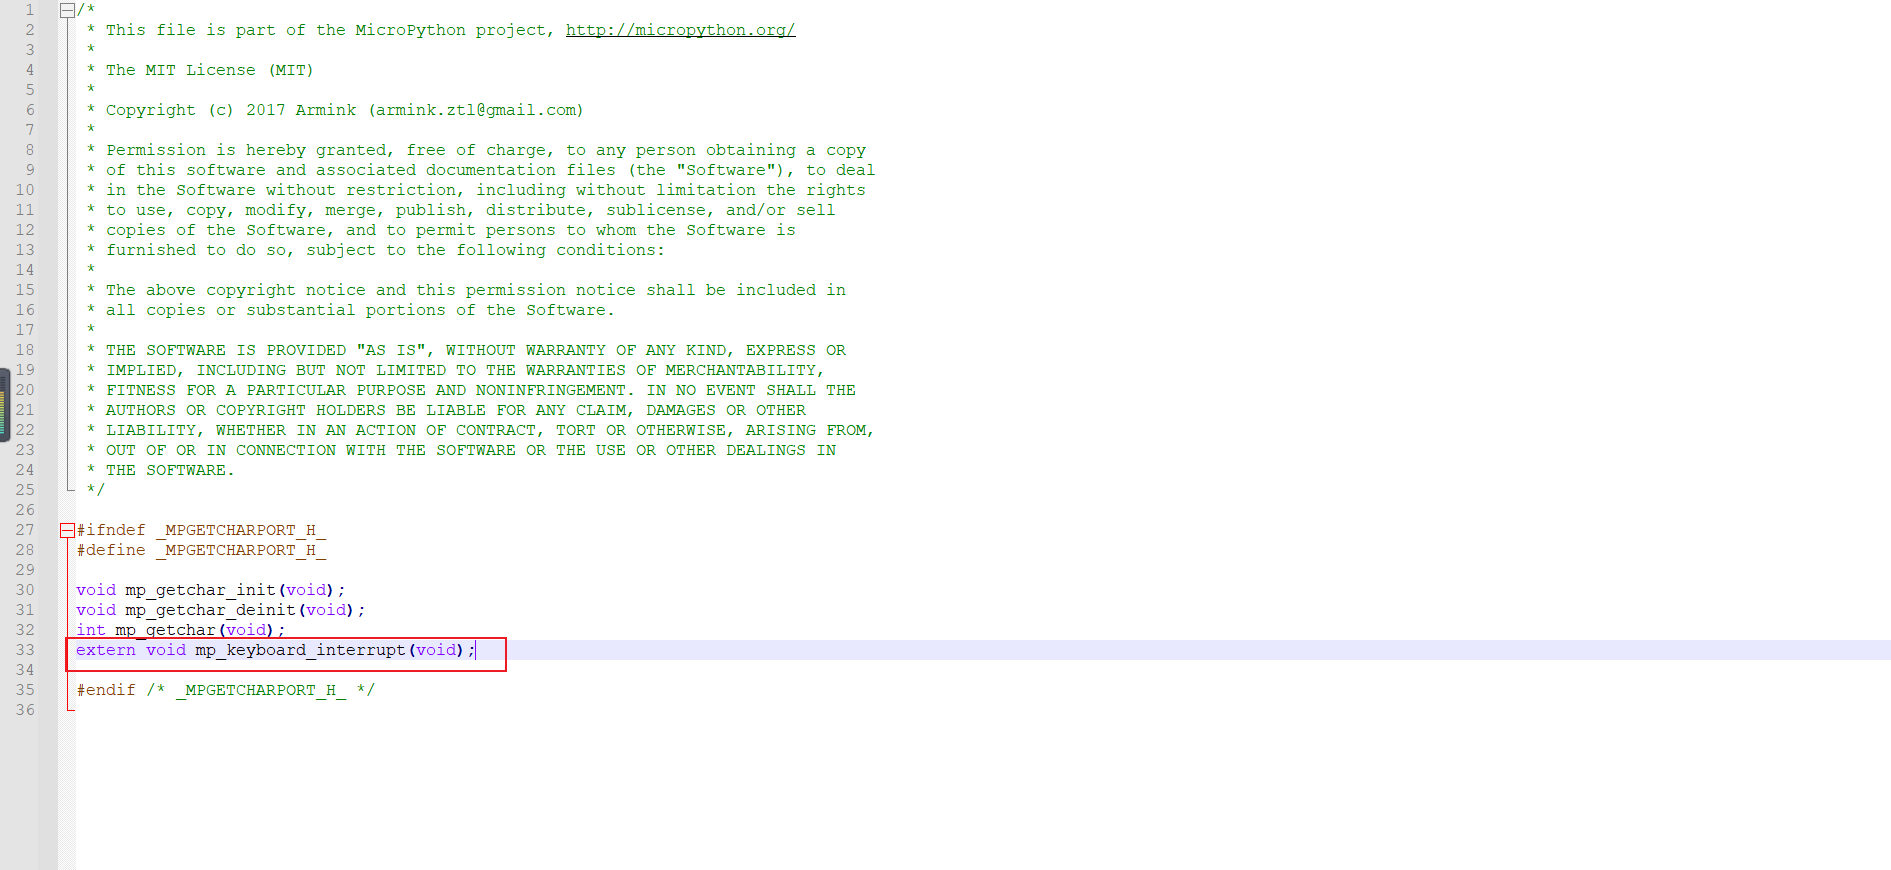 1 /*
2 * This file is part of the MicroPython project, http://micropython.org/
3 *
4 * The MIT License (MIT)
5 *
6 * Copyright (c) 2017 Armink (armink.ztl@gmail.com)
7 *
8 * Permission is hereby granted, free of charge, to any person obtaining a copy
9 * of this software and associated documentation files (the "Software"), to deal
10 * in the Software without restriction, including without limitation the rights
11 * to use, copy, modify, merge, publish, distribute, sublicense, and/or sell
12 * copies of the Software, and to permit persons to whom the Software is
13 * furnished to do so, subject to the following conditions:
14 *
15 * The above copyright notice and this permission notice shall be included in
16 * all copies or substantial portions of the Software.
17 *
18 * THE SOFTWARE IS PROVIDED "AS IS", WITHOUT WARRANTY OF ANY KIND, EXPRESS OR
19 * IMPLIED, INCLUDING BUT NOT LIMITED TO THE WARRANTIES OF MERCHANTABILITY,
20 * FITNESS FOR A PARTICULAR PURPOSE AND NONINFRINGEMENT. IN NO EVENT SHALL THE
21 * AUTHORS OR COPYRIGHT HOLDERS BE LIABLE FOR ANY CLAIM, DAMAGES OR OTHER
22 * LIABILITY, WHETHER IN AN ACTION OF CONTRACT, TORT OR OTHERWISE, ARISING FROM,
23 * OUT OF OR IN CONNECTION WITH THE SOFTWARE OR THE USE OR OTHER DEALINGS IN
24 * THE SOFTWARE.
25 */
26
27 #ifndef _MPGETCHARPORT_H_
28 #define _MPGETCHARPORT_H_
29
30 void mp_getchar_init(void);
31 void mp_getchar_deinit(void);
32 int mp_getchar(void);
33 extern void mp_keyboard_interrupt(void);
34
35 #endif /* _MPGETCHARPORT_H_ */
36